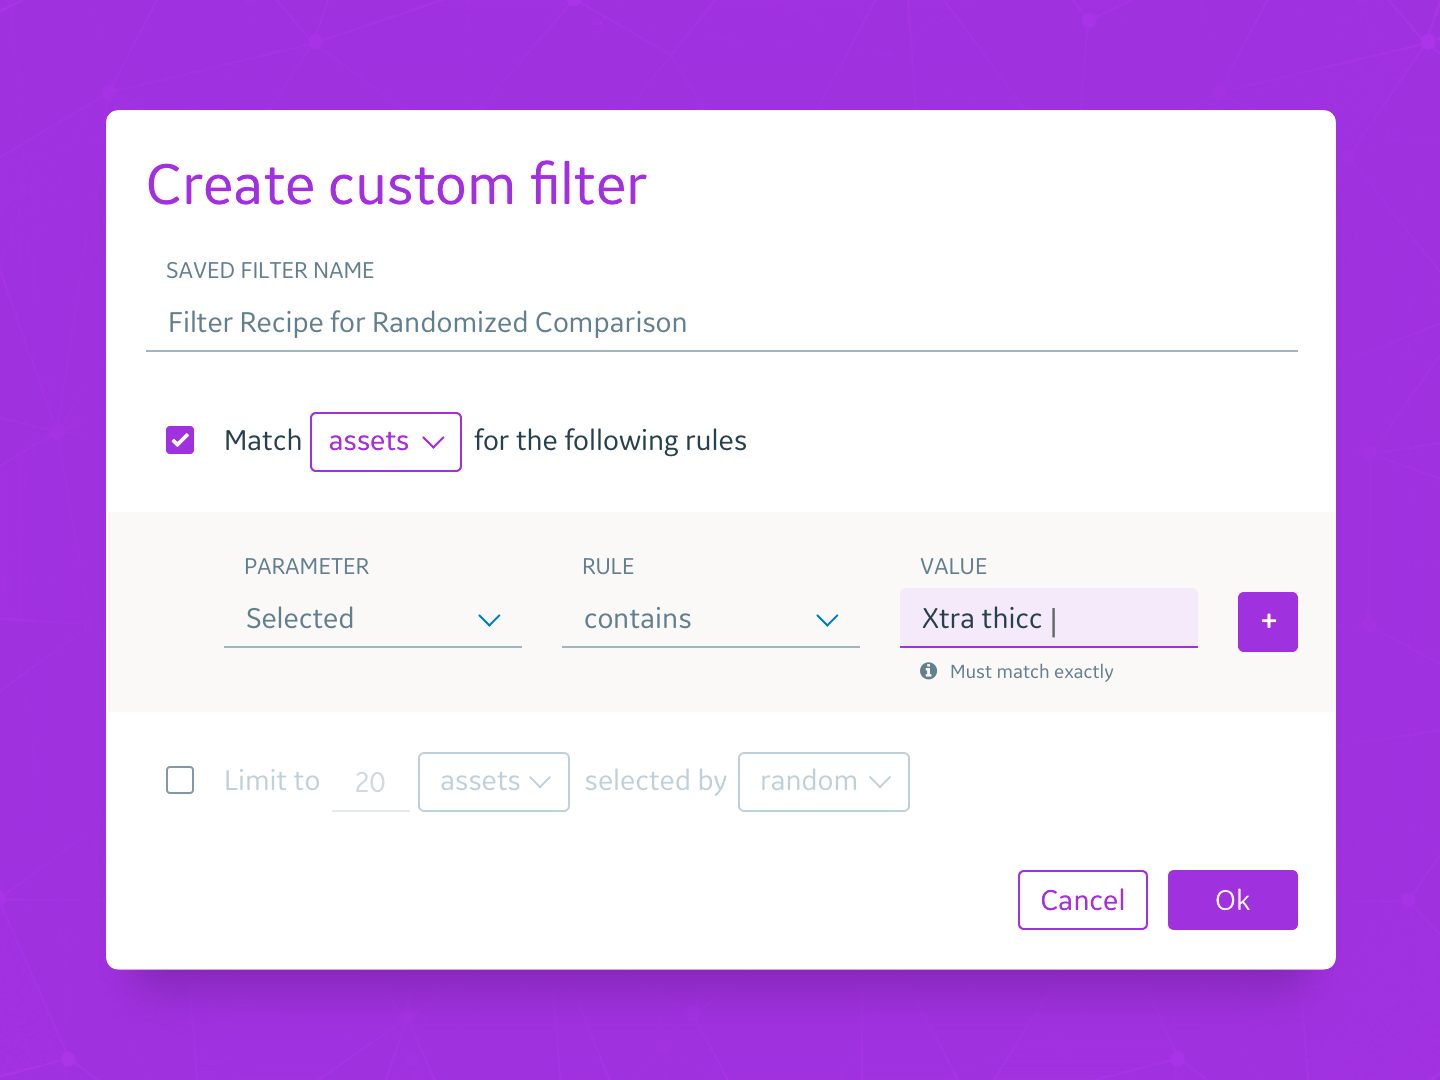 Create custom filter
SAVED FILTER NAME
Filter Recipe for Randomized Comparison
Match assets for the following rules
PARAMETER RULE VALUE
Selected contains Xtra thicc +
Must match exactly
Limit to 20 assets selected by random
Cancel Ok